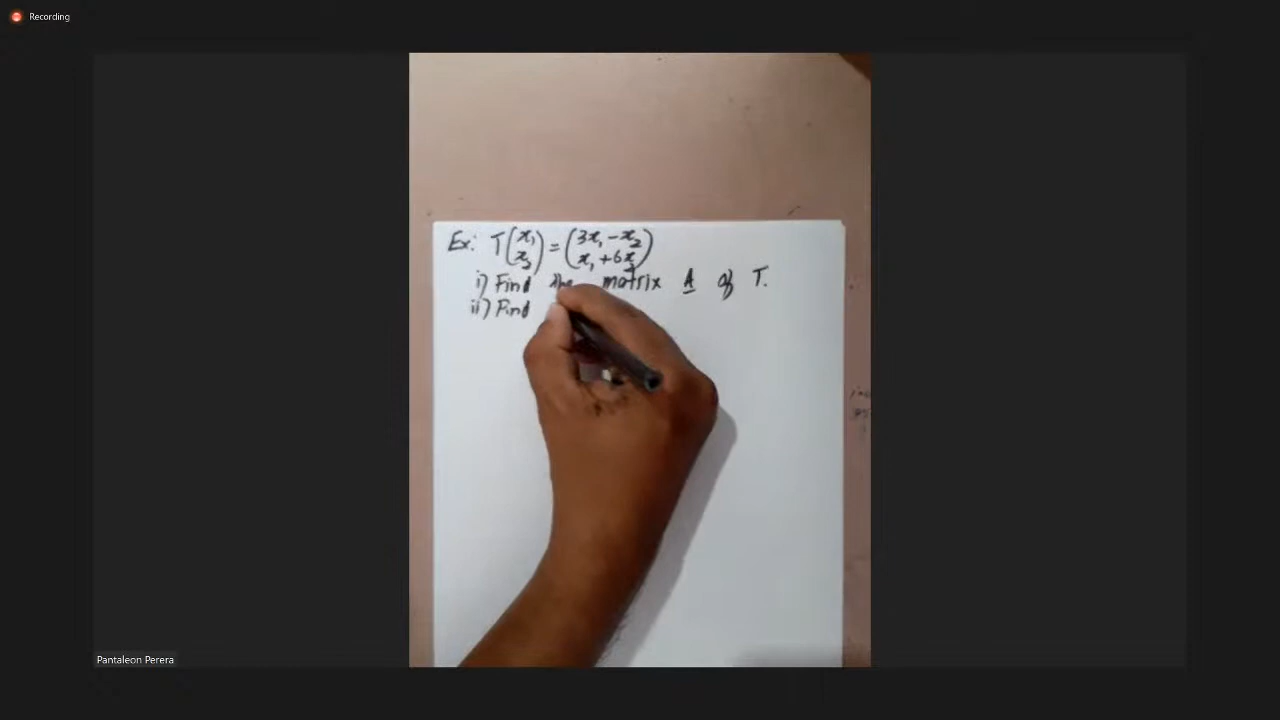 Recording
Ex: T(x₁ x₂) = (3x₁ - x₂ x₁ + 6x₂)
i) Find the matrix A of T.
ii) Find
Pantaleon Perera